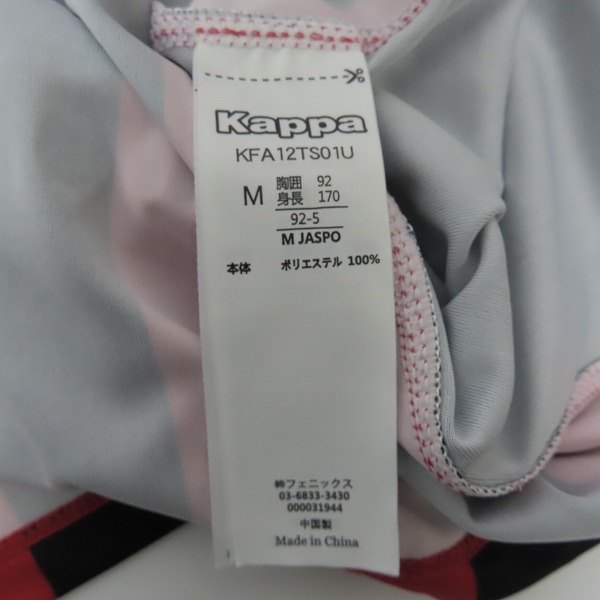 Kappa
KFA12TS01U
M 胸囲 92
身長 170
92-5
M JASPO
本体 ポリエステル 100%
㈱フェニックス
03-6833-3430
000031944
中国製
Made in China